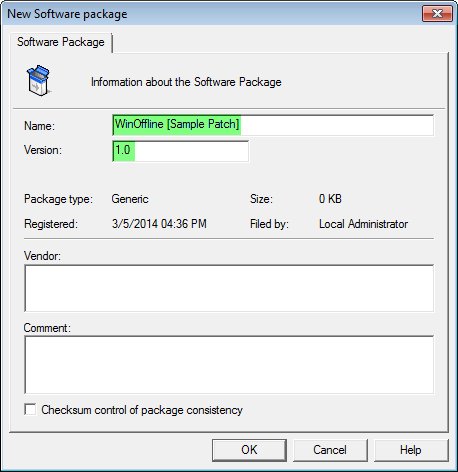 New Software package
Software Package
Information about the Software Package
Name: WinOffline [Sample Patch]
Version: 1.0
Package type: Generic Size: 0 KB
Registered: 3/5/2014 04:36 PM Filed by: Local Administrator
Vendor:
Comment:
Checksum control of package consistency
OK Cancel Help